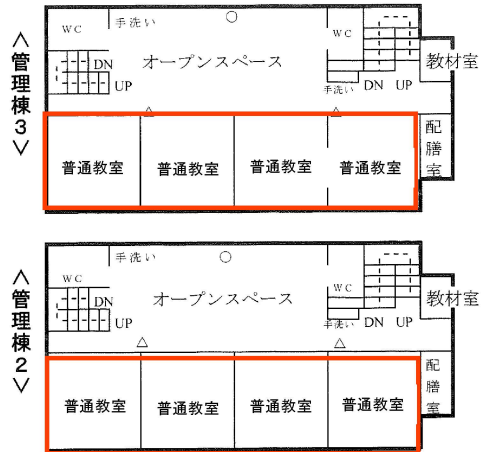 <管理棟3>
WC
手洗い
WC
DN
UP
オープンスペース
手洗い
DN UP
教材室
配膳室
普通教室 普通教室 普通教室 普通教室
<管理棟2>
WC
手洗い
WC
DN
UP
オープンスペース
手洗い
DN UP
教材室
配膳室
普通教室 普通教室 普通教室 普通教室